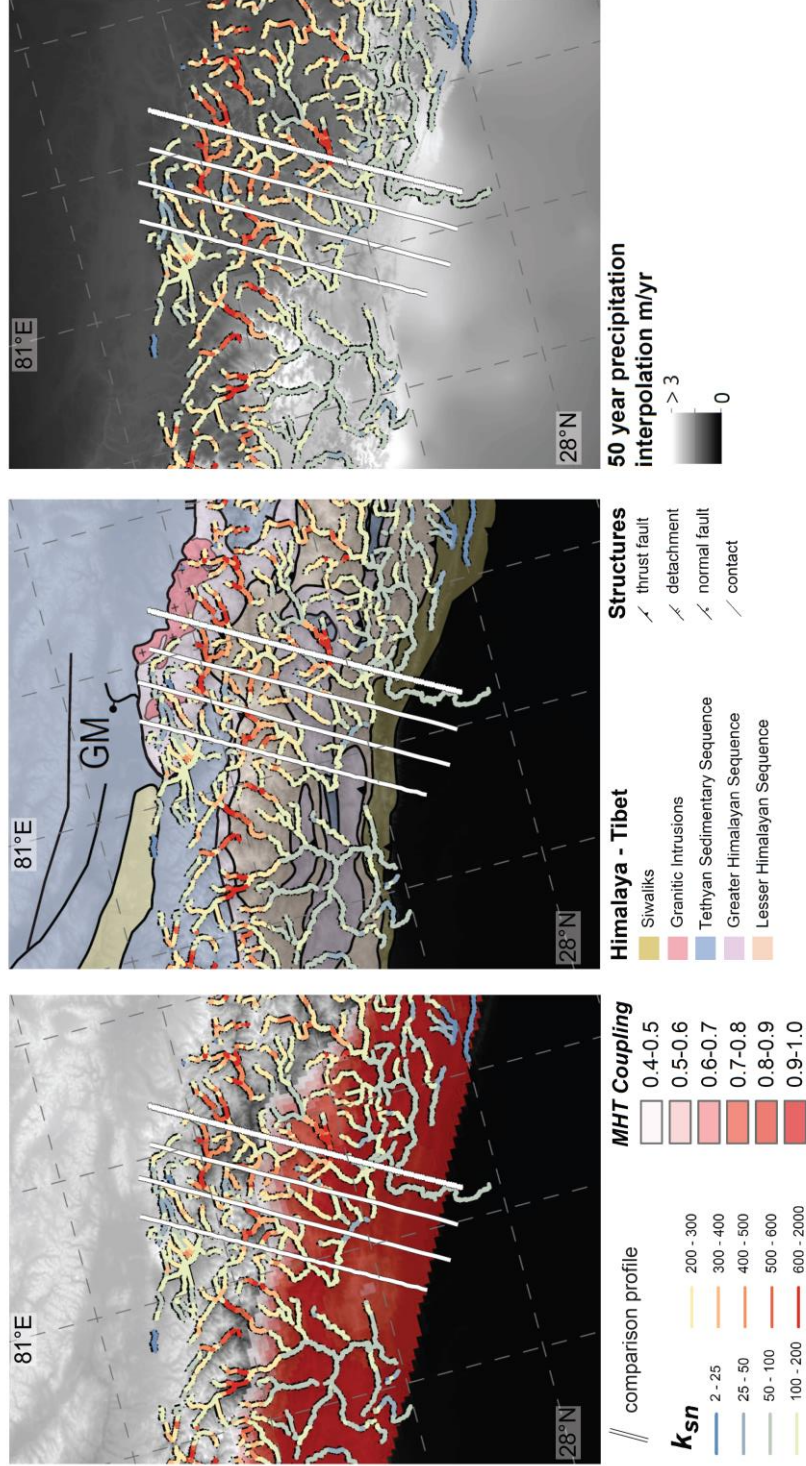 81°E
28°N
comparison profile
ksn
2 - 25
25 - 50
50 - 100
100 - 200
200 - 300
300 - 400
400 - 500
500 - 600
600 - 2000
MHT Coupling
0.4-0.5
0.5-0.6
0.6-0.7
0.7-0.8
0.8-0.9
0.9-1.0
81°E
GM
28°N
Himalaya - Tibet
Siwaliks
Granitic Intrusions
Tethyan Sedimentary Sequence
Greater Himalayan Sequence
Lesser Himalayan Sequence
Structures
thrust fault
detachment
normal fault
contact
81°E
28°N
50 year precipitation
interpolation m/yr
> 3
0